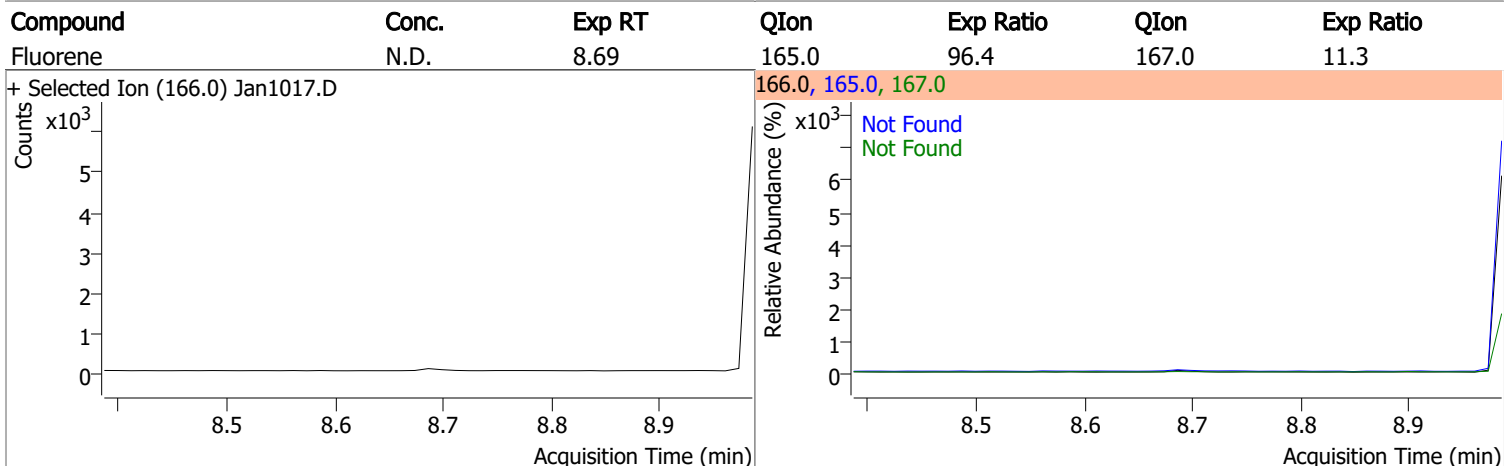 Compound Conc. Exp RT QIon Exp Ratio QIon Exp Ratio
Fluorene N.D. 8.69 165.0 96.4 167.0 11.3
+ Selected Ion (166.0) Jan1017.D
Counts
x10³
5
4
3
2
1
0
8.5 8.6 8.7 8.8 8.9
Acquisition Time (min)
166.0, 165.0, 167.0
Relative Abundance (%)
x10³
Not Found
Not Found
6
5
4
3
2
1
0
8.5 8.6 8.7 8.8 8.9
Acquisition Time (min)